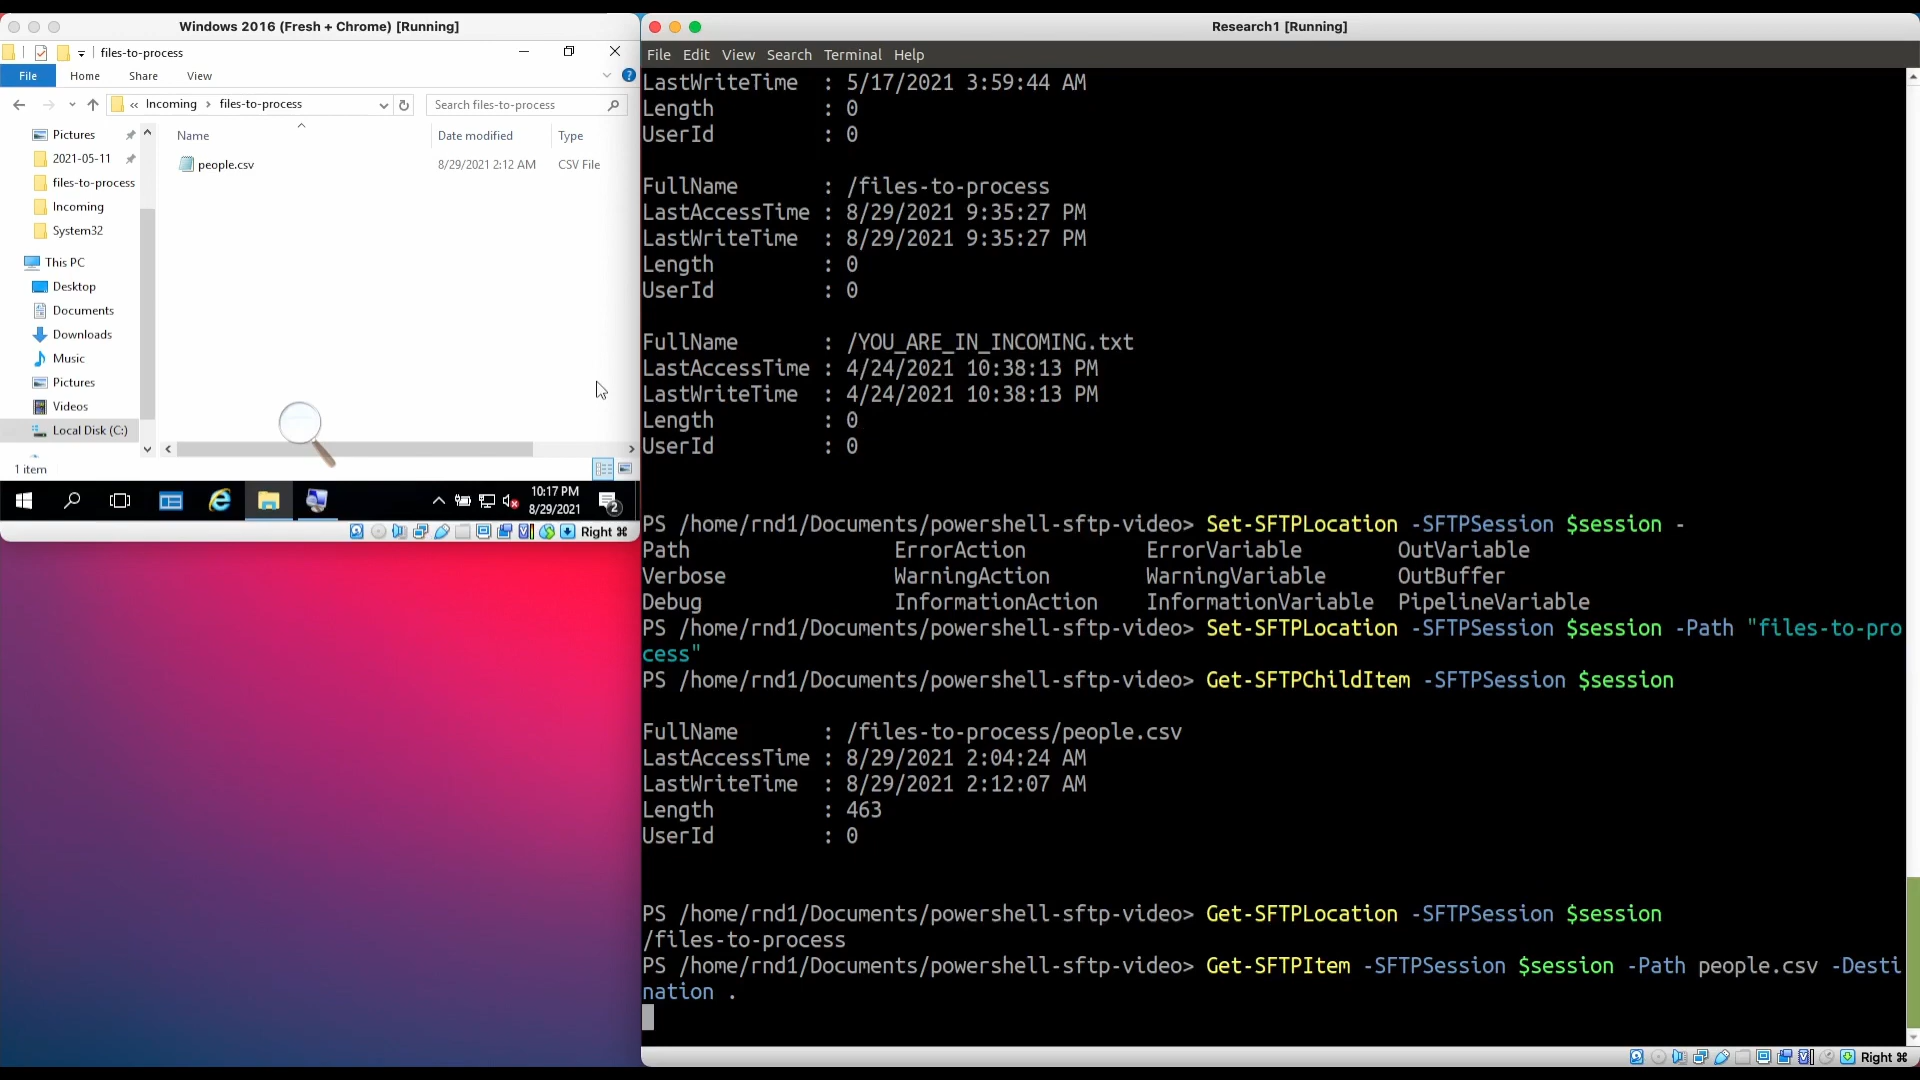 Windows 2016 (Fresh + Chrome) [Running]
files-to-process
File Home Share View
« Incoming › files-to-process
Search files-to-process
Pictures
2021-05-11
files-to-process
Incoming
System32
This PC
Desktop
Documents
Downloads
Music
Pictures
Videos
Local Disk (C:)
Name Date modified Type
people.csv 8/29/2021 2:12 AM CSV File
1 item
10:17 PM
8/29/2021
2
Right ⌘
Research1 [Running]
File Edit View Search Terminal Help
LastWriteTime : 5/17/2021 3:59:44 AM
Length : 0
UserId : 0
FullName : /files-to-process
LastAccessTime : 8/29/2021 9:35:27 PM
LastWriteTime : 8/29/2021 9:35:27 PM
Length : 0
UserId : 0
FullName : /YOU_ARE_IN_INCOMING.txt
LastAccessTime : 4/24/2021 10:38:13 PM
LastWriteTime : 4/24/2021 10:38:13 PM
Length : 0
UserId : 0
PS /home/rnd1/Documents/powershell-sftp-video> Set-SFTPLocation -SFTPSession $session -
Path ErrorAction ErrorVariable OutVariable
Verbose WarningAction WarningVariable OutBuffer
Debug InformationAction InformationVariable PipelineVariable
PS /home/rnd1/Documents/powershell-sftp-video> Set-SFTPLocation -SFTPSession $session -Path "files-to-pro
cess"
PS /home/rnd1/Documents/powershell-sftp-video> Get-SFTPChildItem -SFTPSession $session
FullName : /files-to-process/people.csv
LastAccessTime : 8/29/2021 2:04:24 AM
LastWriteTime : 8/29/2021 2:12:07 AM
Length : 463
UserId : 0
PS /home/rnd1/Documents/powershell-sftp-video> Get-SFTPLocation -SFTPSession $session
/files-to-process
PS /home/rnd1/Documents/powershell-sftp-video> Get-SFTPItem -SFTPSession $session -Path people.csv -Desti
nation .
Right ⌘